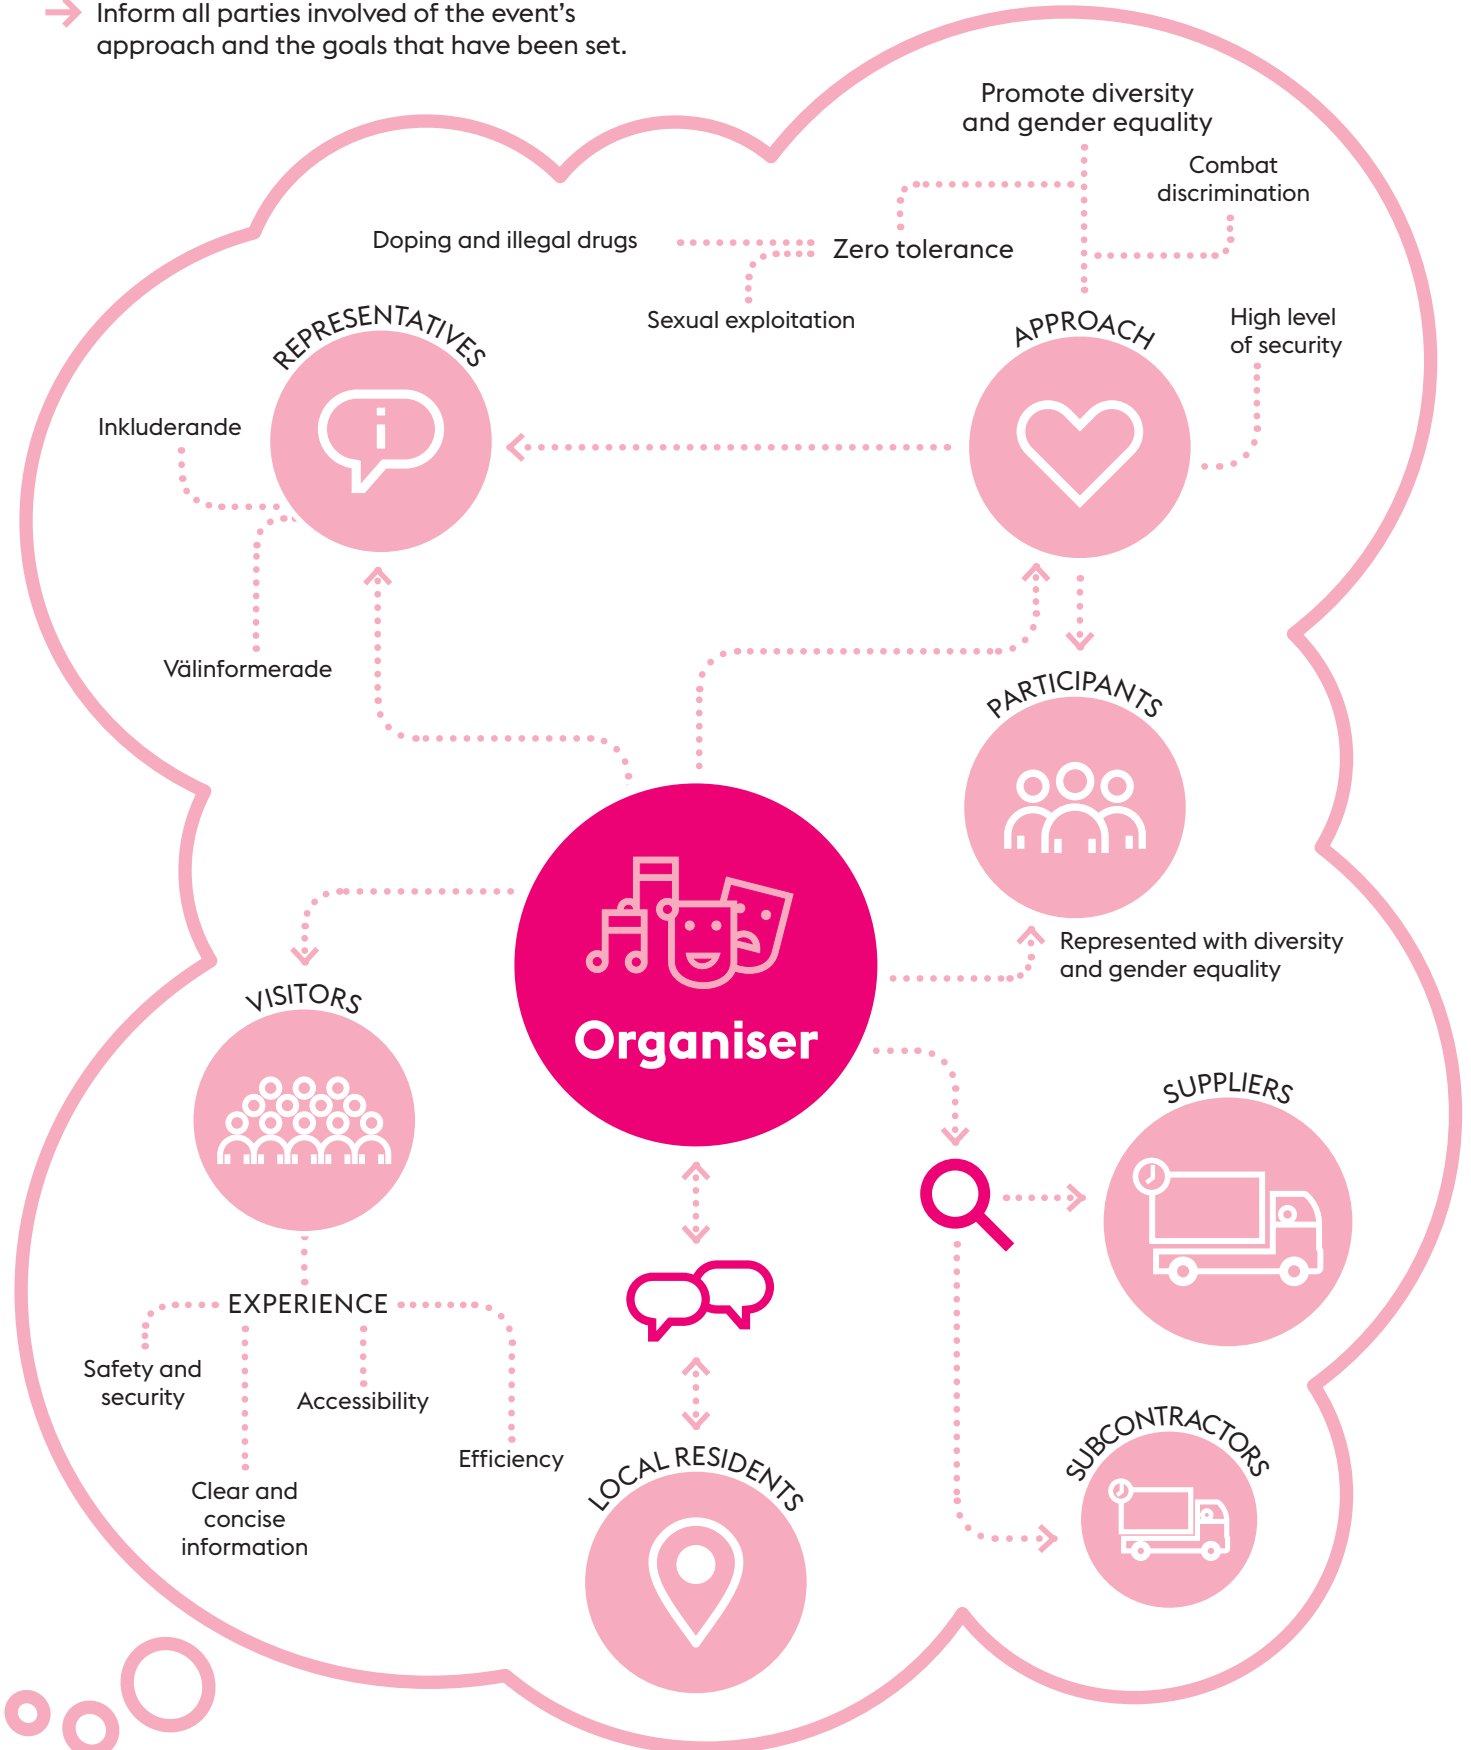 Inform all parties involved of the event’s
approach and the goals that have been set.
Promote diversity
and gender equality
Combat
discrimination
Doping and illegal drugs
Zero tolerance
Sexual exploitation
REPRESENTATIVES
APPROACH
High level
of security
i
Inkluderande
Välinformerade
PARTICIPANTS
Represented with diversity
and gender equality
Organiser
VISITORS
SUPPLIERS
EXPERIENCE
Safety and
security
Accessibility
Efficiency
Clear and
concise
information
LOCAL RESIDENTS
SUBCONTRACTORS